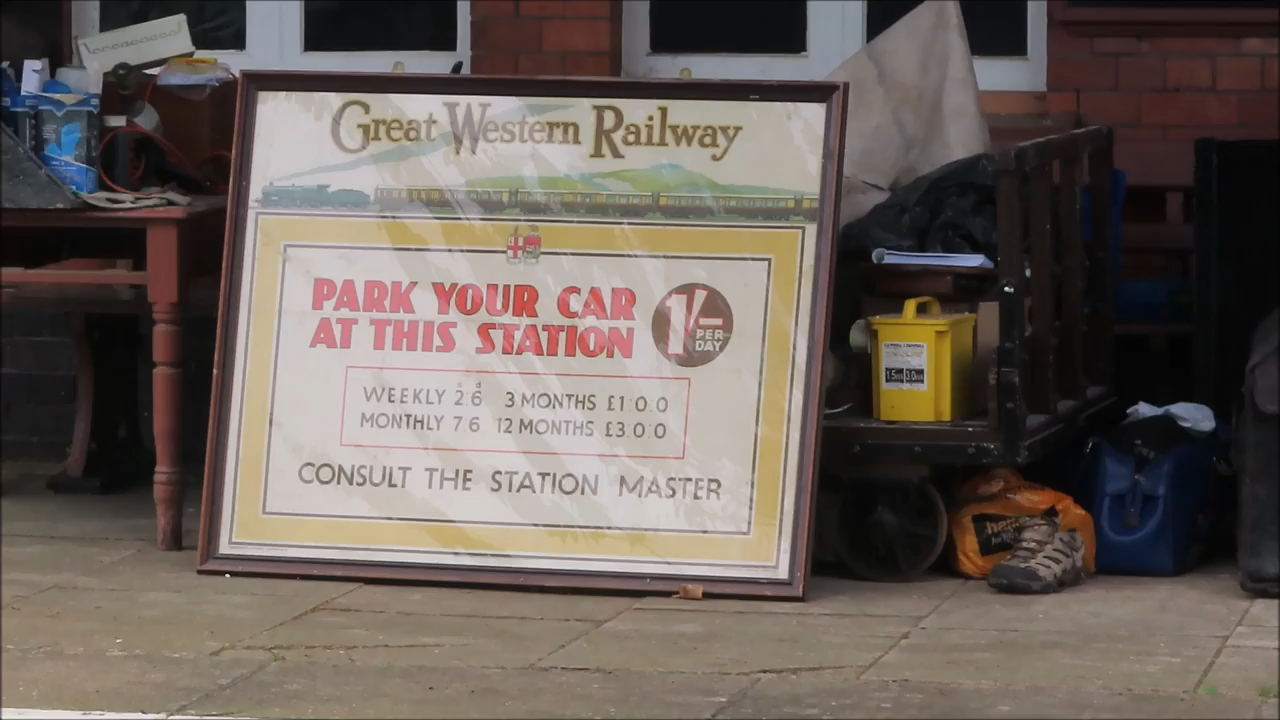 Great Western Railway
PARK YOUR CAR
AT THIS STATION
1/-
PER
DAY
s d
WEEKLY 2.6 3 MONTHS £1.0.0
MONTHLY 7.6 12 MONTHS £3.0.0
CONSULT THE STATION MASTER